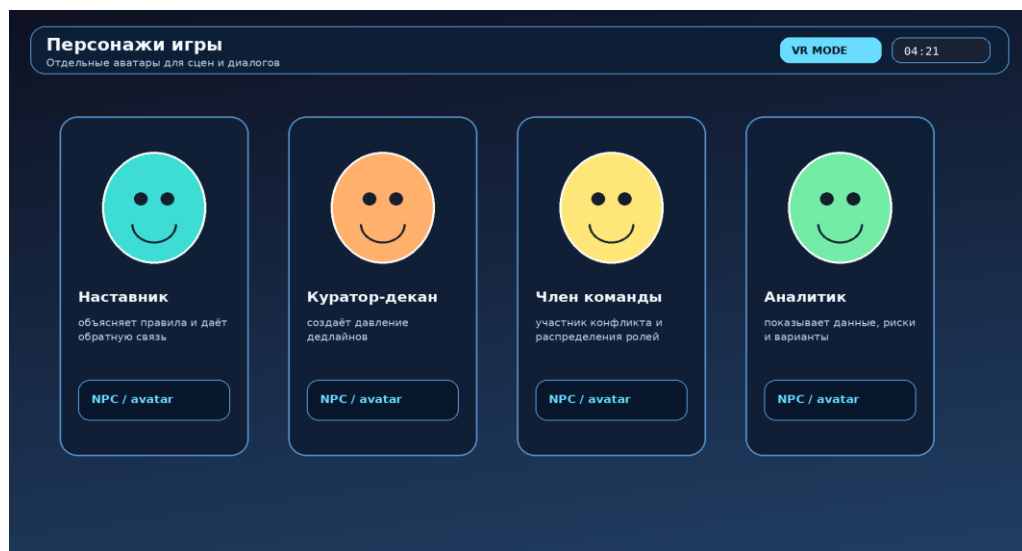 Персонажи игры
Отдельные аватары для сцен и диалогов
VR MODE
04:21
Наставник
объясняет правила и даёт
обратную связь
NPC / avatar
Куратор-декан
создаёт давление
дедлайнов
NPC / avatar
Член команды
участник конфликта и
распределения ролей
NPC / avatar
Аналитик
показывает данные, риски
и варианты
NPC / avatar